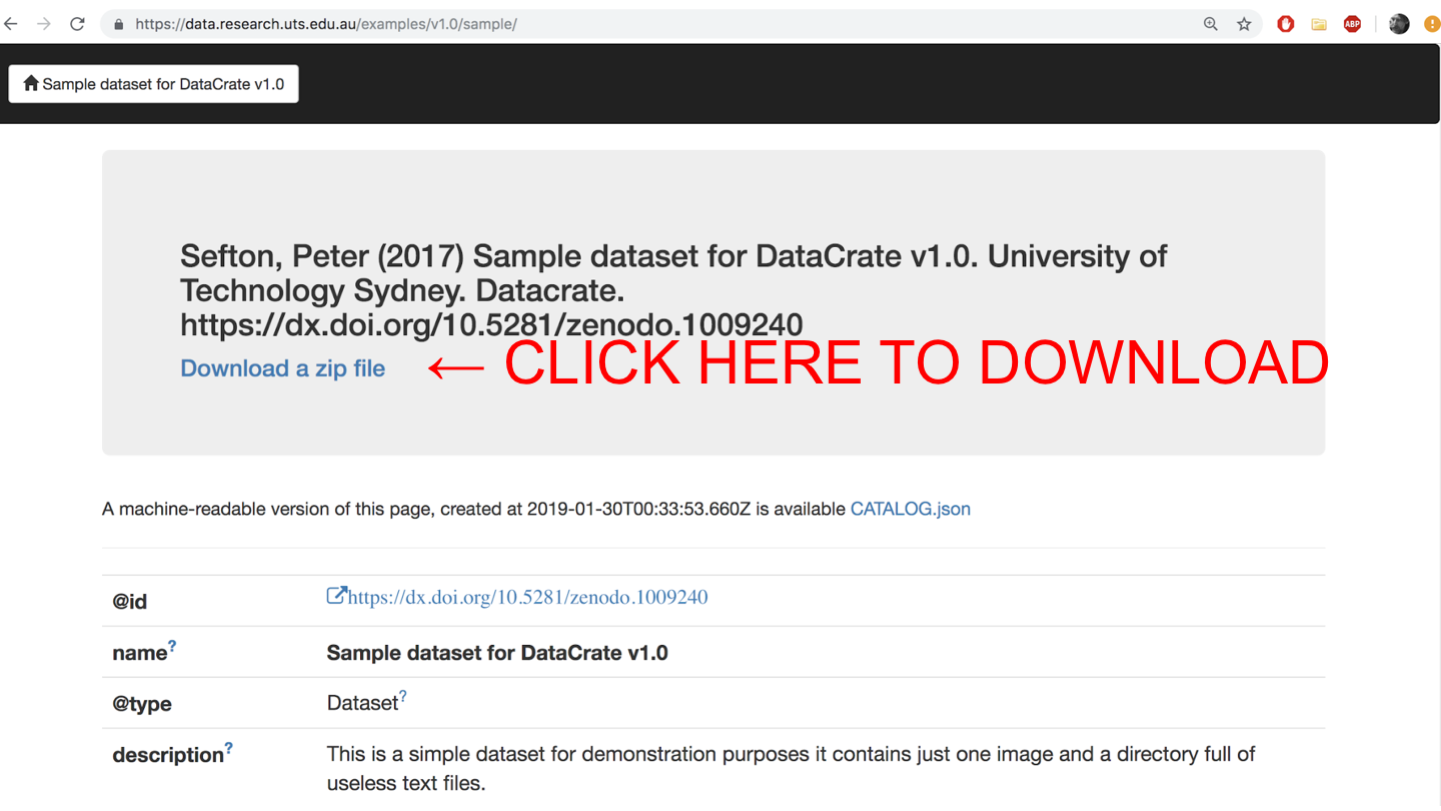 https://data.research.uts.edu.au/examples/v1.0/sample/
ABP
Sample dataset for DataCrate v1.0
Sefton, Peter (2017) Sample dataset for DataCrate v1.0. University of
Technology Sydney. Datacrate.
https://dx.doi.org/10.5281/zenodo.1009240
Download a zip file ← CLICK HERE TO DOWNLOAD
A machine-readable version of this page, created at 2019-01-30T00:33:53.660Z is available CATALOG.json
@id https://dx.doi.org/10.5281/zenodo.1009240
name? Sample dataset for DataCrate v1.0
@type Dataset?
description? This is a simple dataset for demonstration purposes it contains just one image and a directory full of
useless text files.